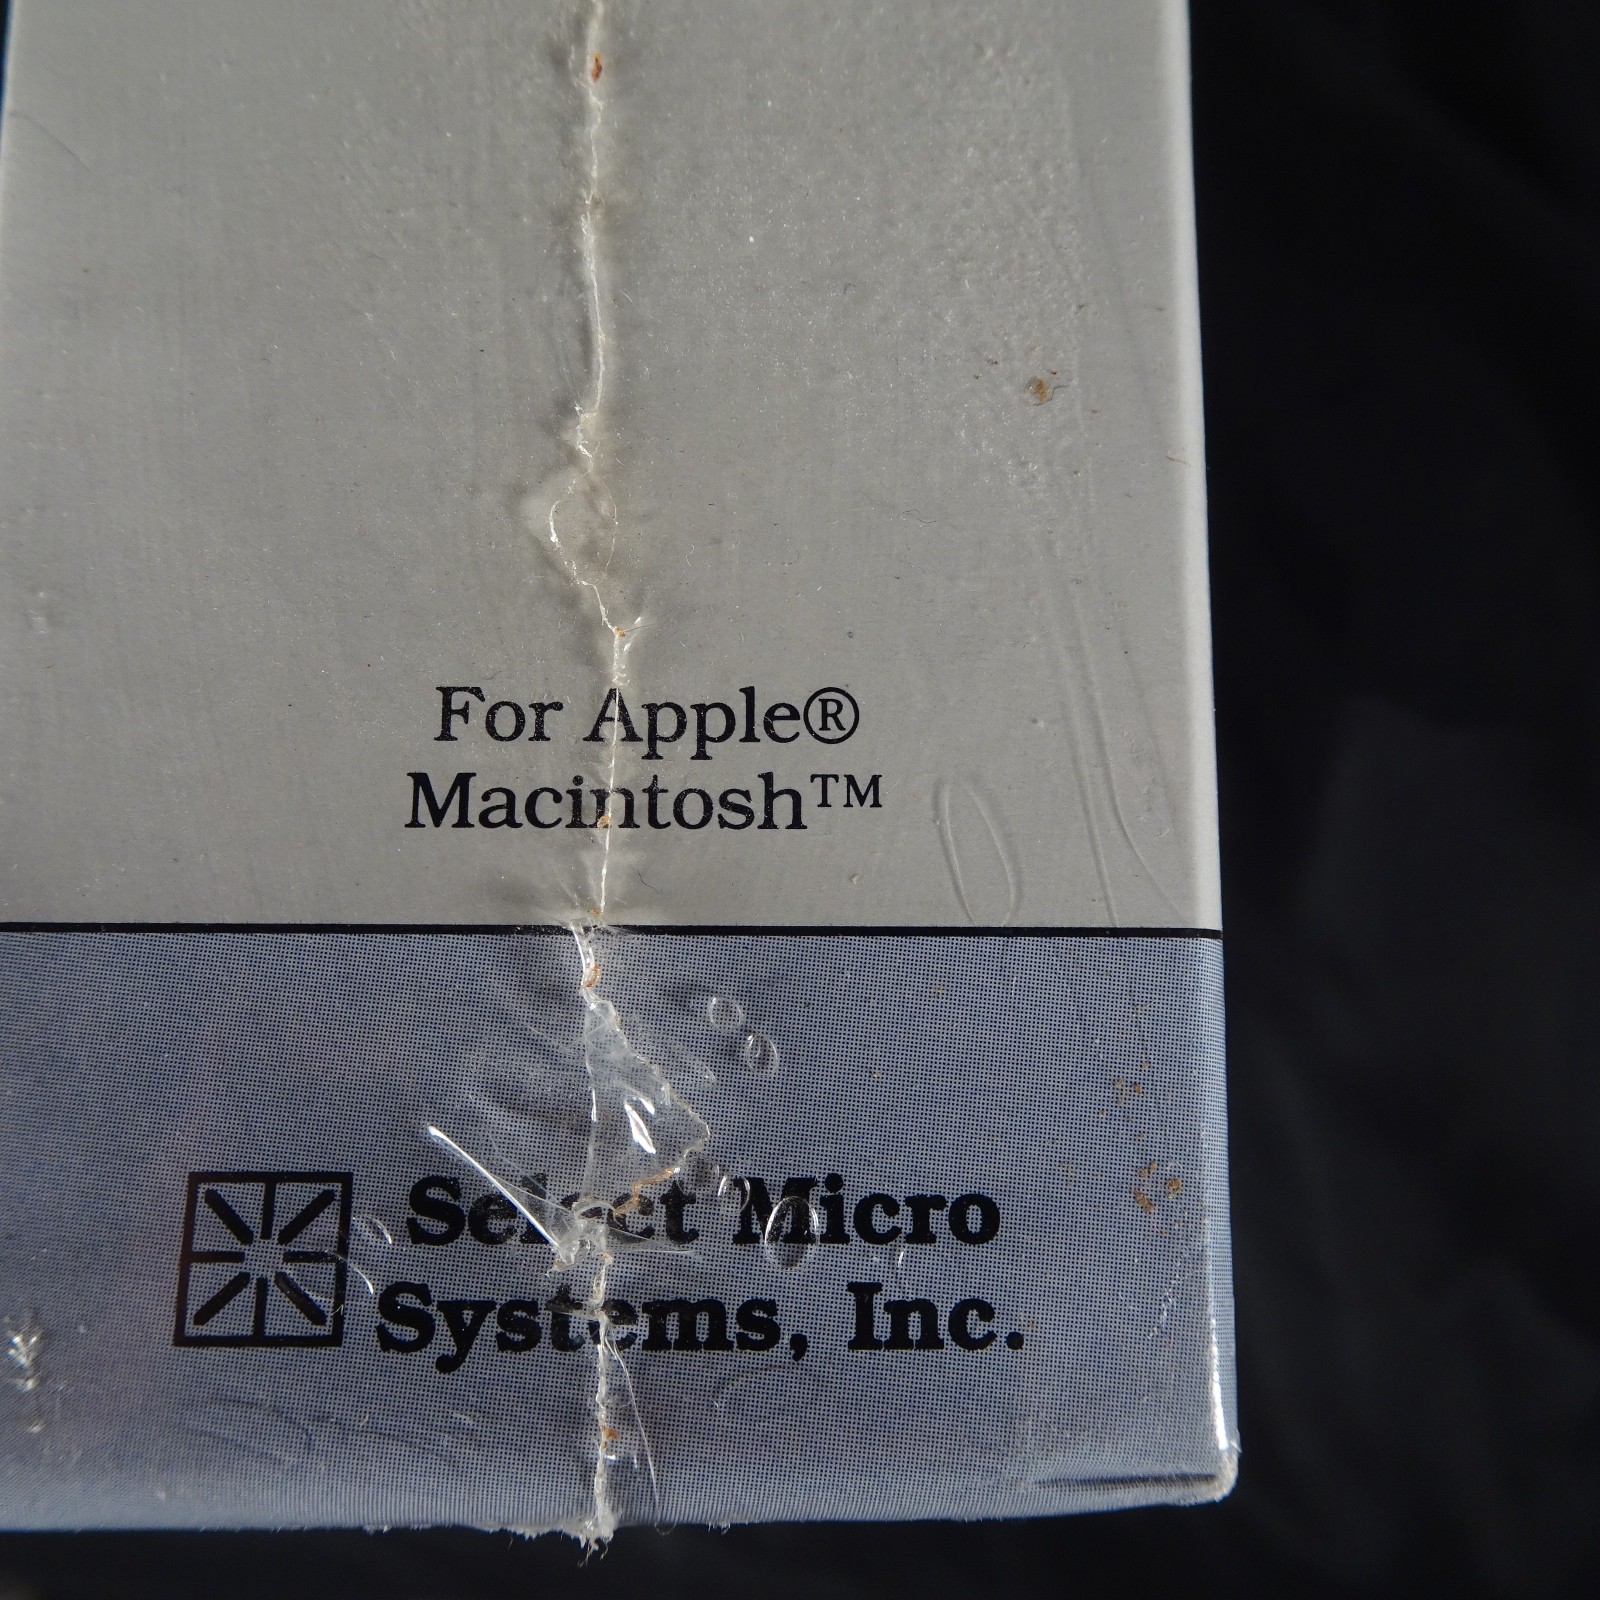 For Apple®
Macintosh™
Select Micro
Systems, Inc.